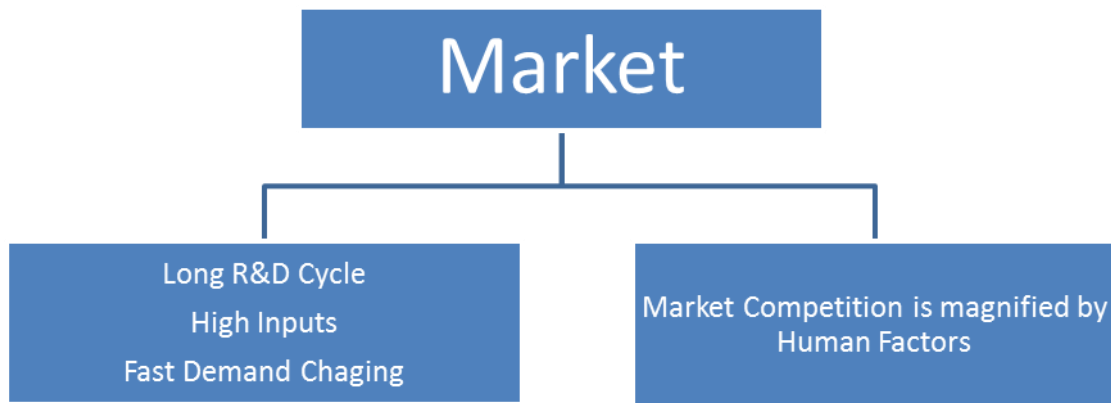 Market
Long R&D Cycle
High Inputs
Fast Demand Chaging
Market Competition is magnified by
Human Factors